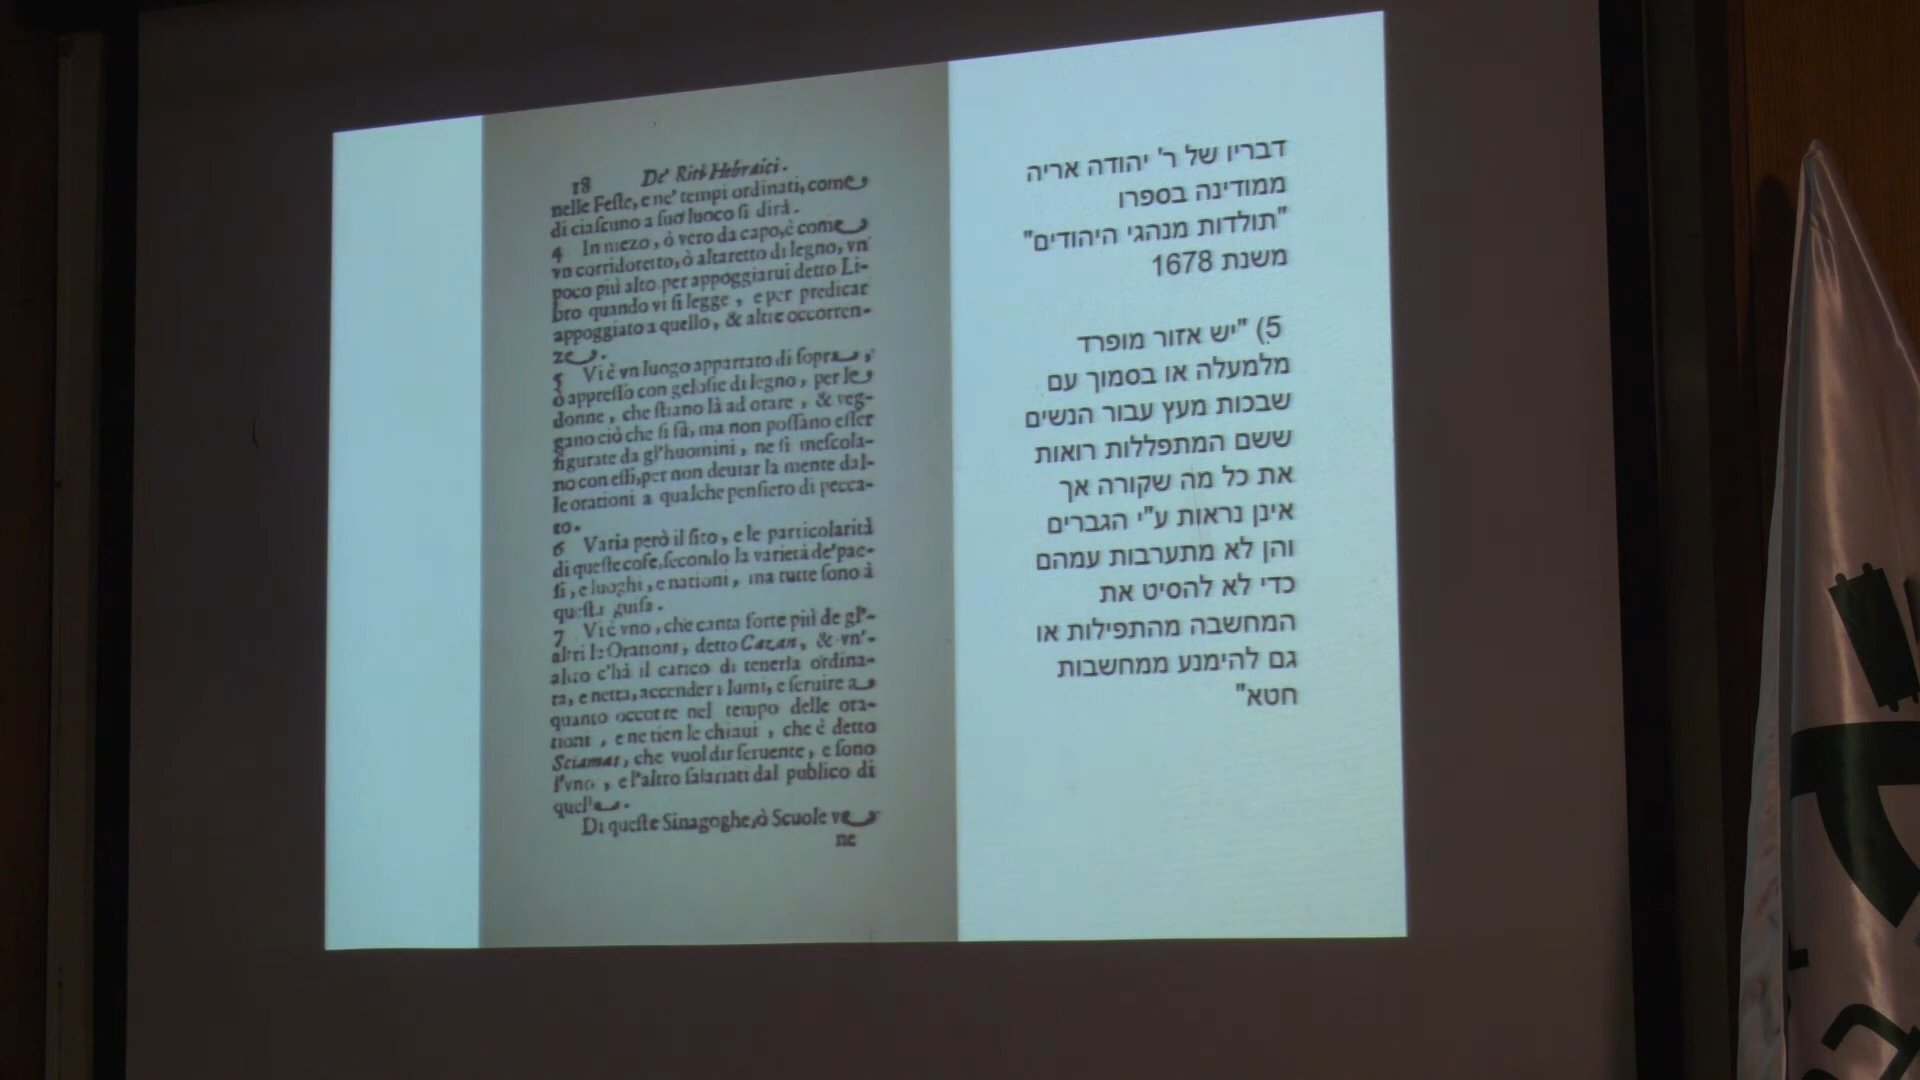 18 De' Riti Hebraici.
nelle Feste, e ne' tempi ordinati, come
di ciascuno a suo luoco si dirà.
4 In mezo, ò vero da capo, è come
vn corridoretto, ò altaretto di legno, vn
poco più alto per appoggiarui detto Li-
bro quando vi si legge, e per predicar
appoggiato a quello, & altre occorren-
ze.
5 Vi è vn luogo appartato di sopra,
ò appresso con gelosie di legno, per le
donne, che stiano là ad orare, & veg-
gano ciò che si fà, ma non possano esser
figurate da gl'huomini, ne si mescola-
no con essi, per non deuiar la mente dal-
le orationi a qualche pensiero di pecca-
to.
6 Varia però il sito, e le particolarità
di queste cose, secondo la varietà de' pae-
si, e luoghi, e nationi, ma tutte sono à
questa guisa.
7 Vi è vno, che canta forte più de gl'-
altri le Orationi, detto Cazan, & vn'-
altro c'hà il carico di tenerla ordina-
ta, e netta, accender i lumi, e seruire a
quanto occorre nel tempo delle ora-
tioni, e ne tien le chiaui, che è detto
Sciamas, che vuol dir seruente, e sono
l'vno, e l'altro salariati dal publico di
quella.
Di queste Sinagoghe, ò Scuole ve
ne
דבריו של ר' יהודה אריה
ממודינה בספרו
"תולדות מנהגי היהודים"
משנת 1678
5) "יש אזור מופרד
מלמעלה או בסמוך עם
שבכות מעץ עבור הנשים
ששם המתפללות רואות
את כל מה שקורה אך
אינן נראות ע"י הגברים
והן לא מתערבות עמהם
כדי לא להסיט את
המחשבה מהתפילות או
גם להימנע ממחשבות
חטא"